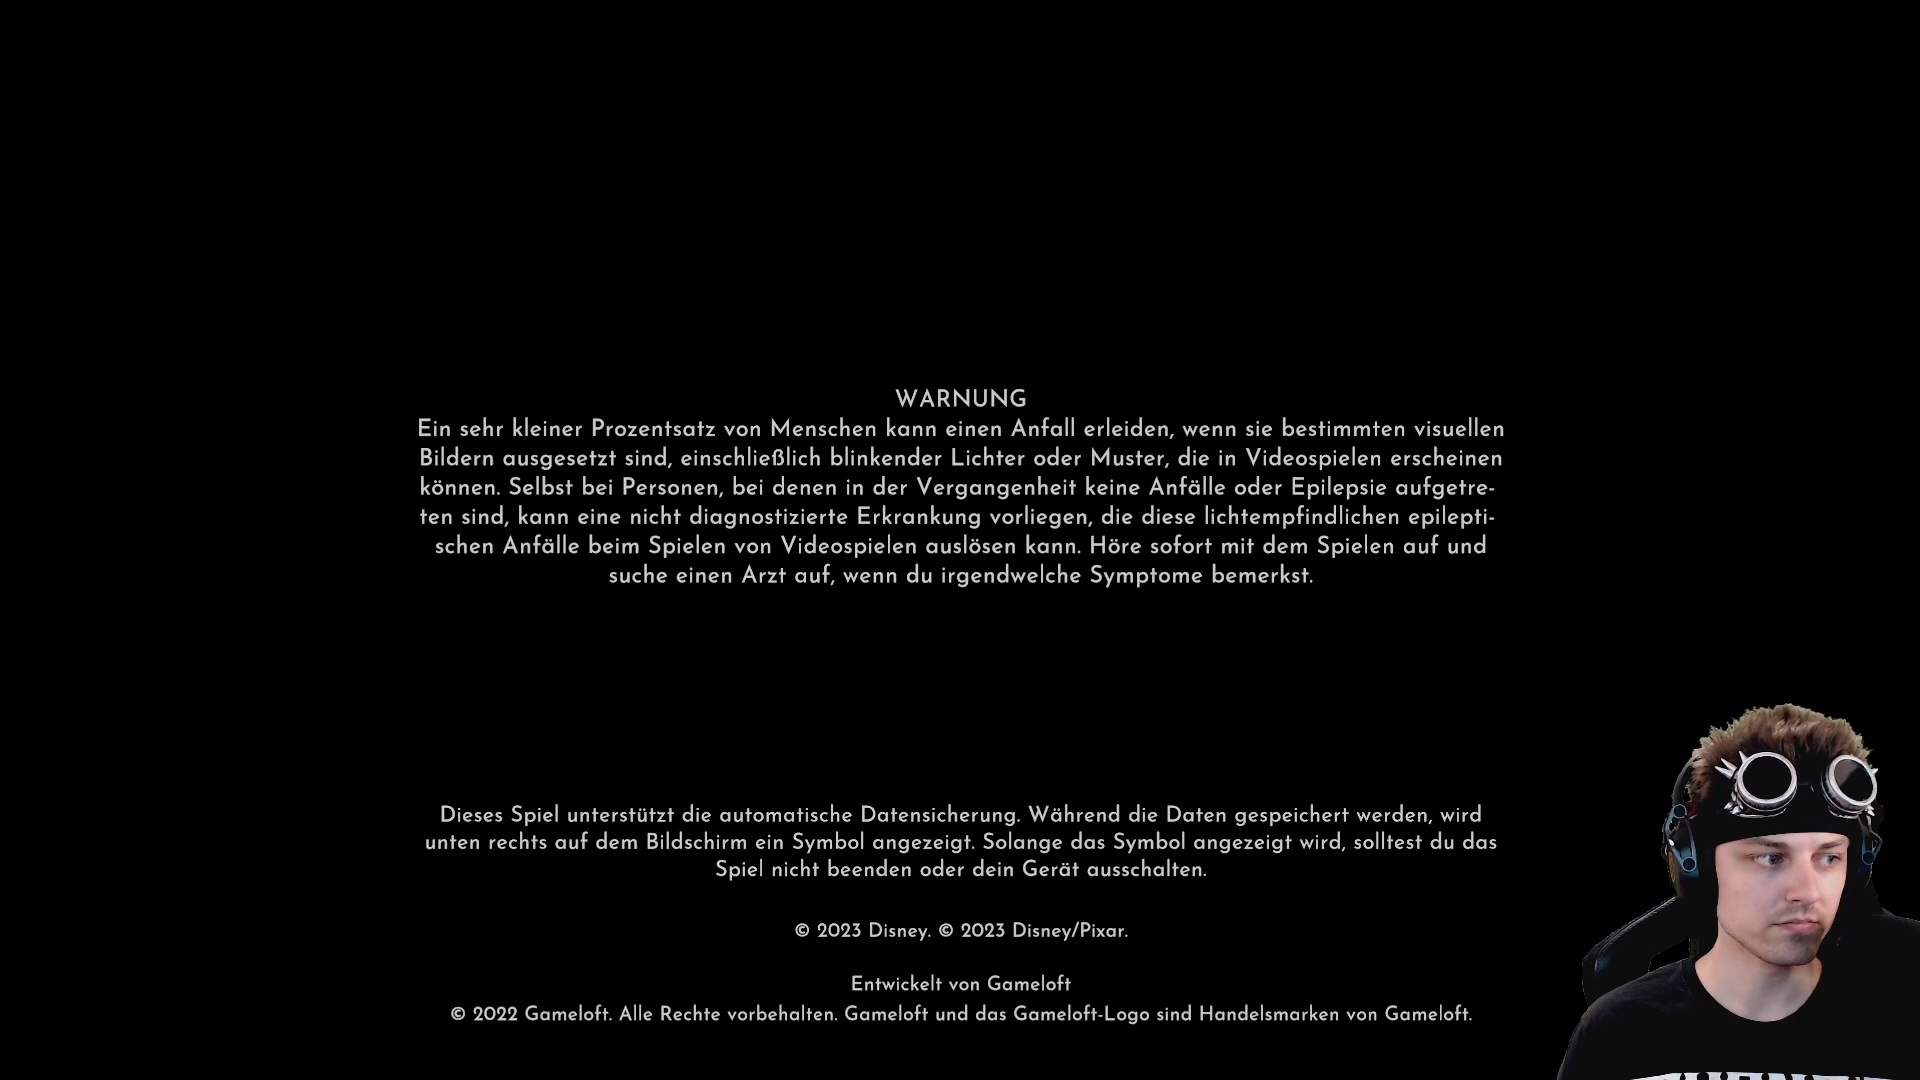 WARNUNG
Ein sehr kleiner Prozentsatz von Menschen kann einen Anfall erleiden, wenn sie bestimmten visuellen
Bildern ausgesetzt sind, einschließlich blinkender Lichter oder Muster, die in Videospielen erscheinen
können. Selbst bei Personen, bei denen in der Vergangenheit keine Anfälle oder Epilepsie aufgetre-
ten sind, kann eine nicht diagnostizierte Erkrankung vorliegen, die diese lichtempfindlichen epilepti-
schen Anfälle beim Spielen von Videospielen auslösen kann. Höre sofort mit dem Spielen auf und
suche einen Arzt auf, wenn du irgendwelche Symptome bemerkst.
Dieses Spiel unterstützt die automatische Datensicherung. Während die Daten gespeichert werden, wird
unten rechts auf dem Bildschirm ein Symbol angezeigt. Solange das Symbol angezeigt wird, solltest du das
Spiel nicht beenden oder dein Gerät ausschalten.
© 2023 Disney. © 2023 Disney/Pixar.
Entwickelt von Gameloft
© 2022 Gameloft. Alle Rechte vorbehalten. Gameloft und das Gameloft-Logo sind Handelsmarken von Gameloft.